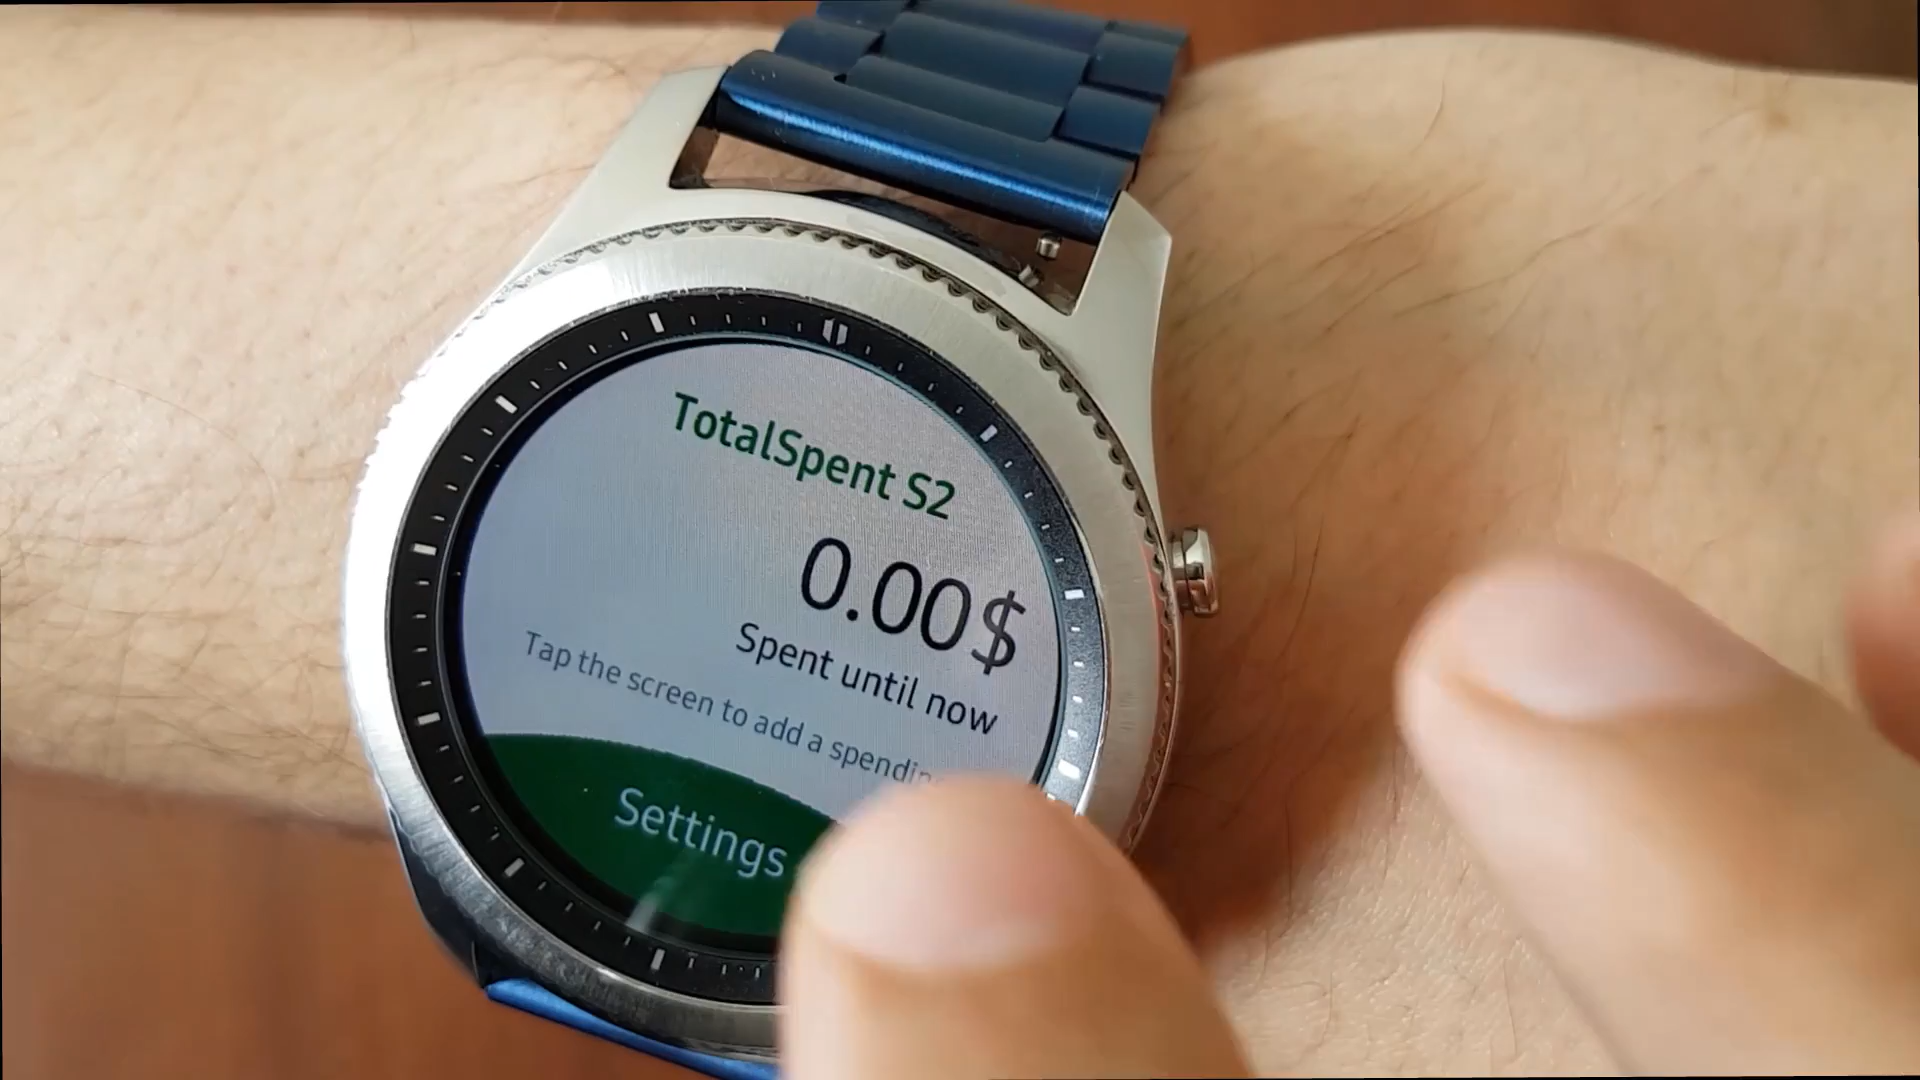 TotalSpent S2
0.00$
Spent until now
Tap the screen to add a
Settings